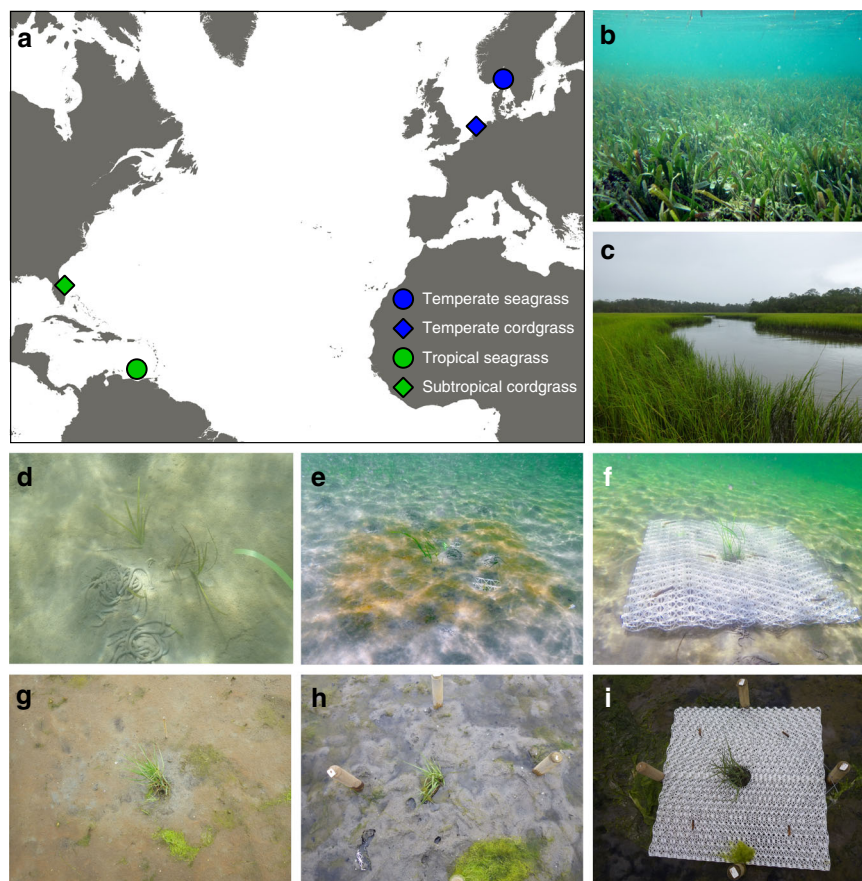 a
b
Temperate seagrass
Temperate cordgrass
Tropical seagrass
Subtropical cordgrass
c
d
e
f
g
h
i